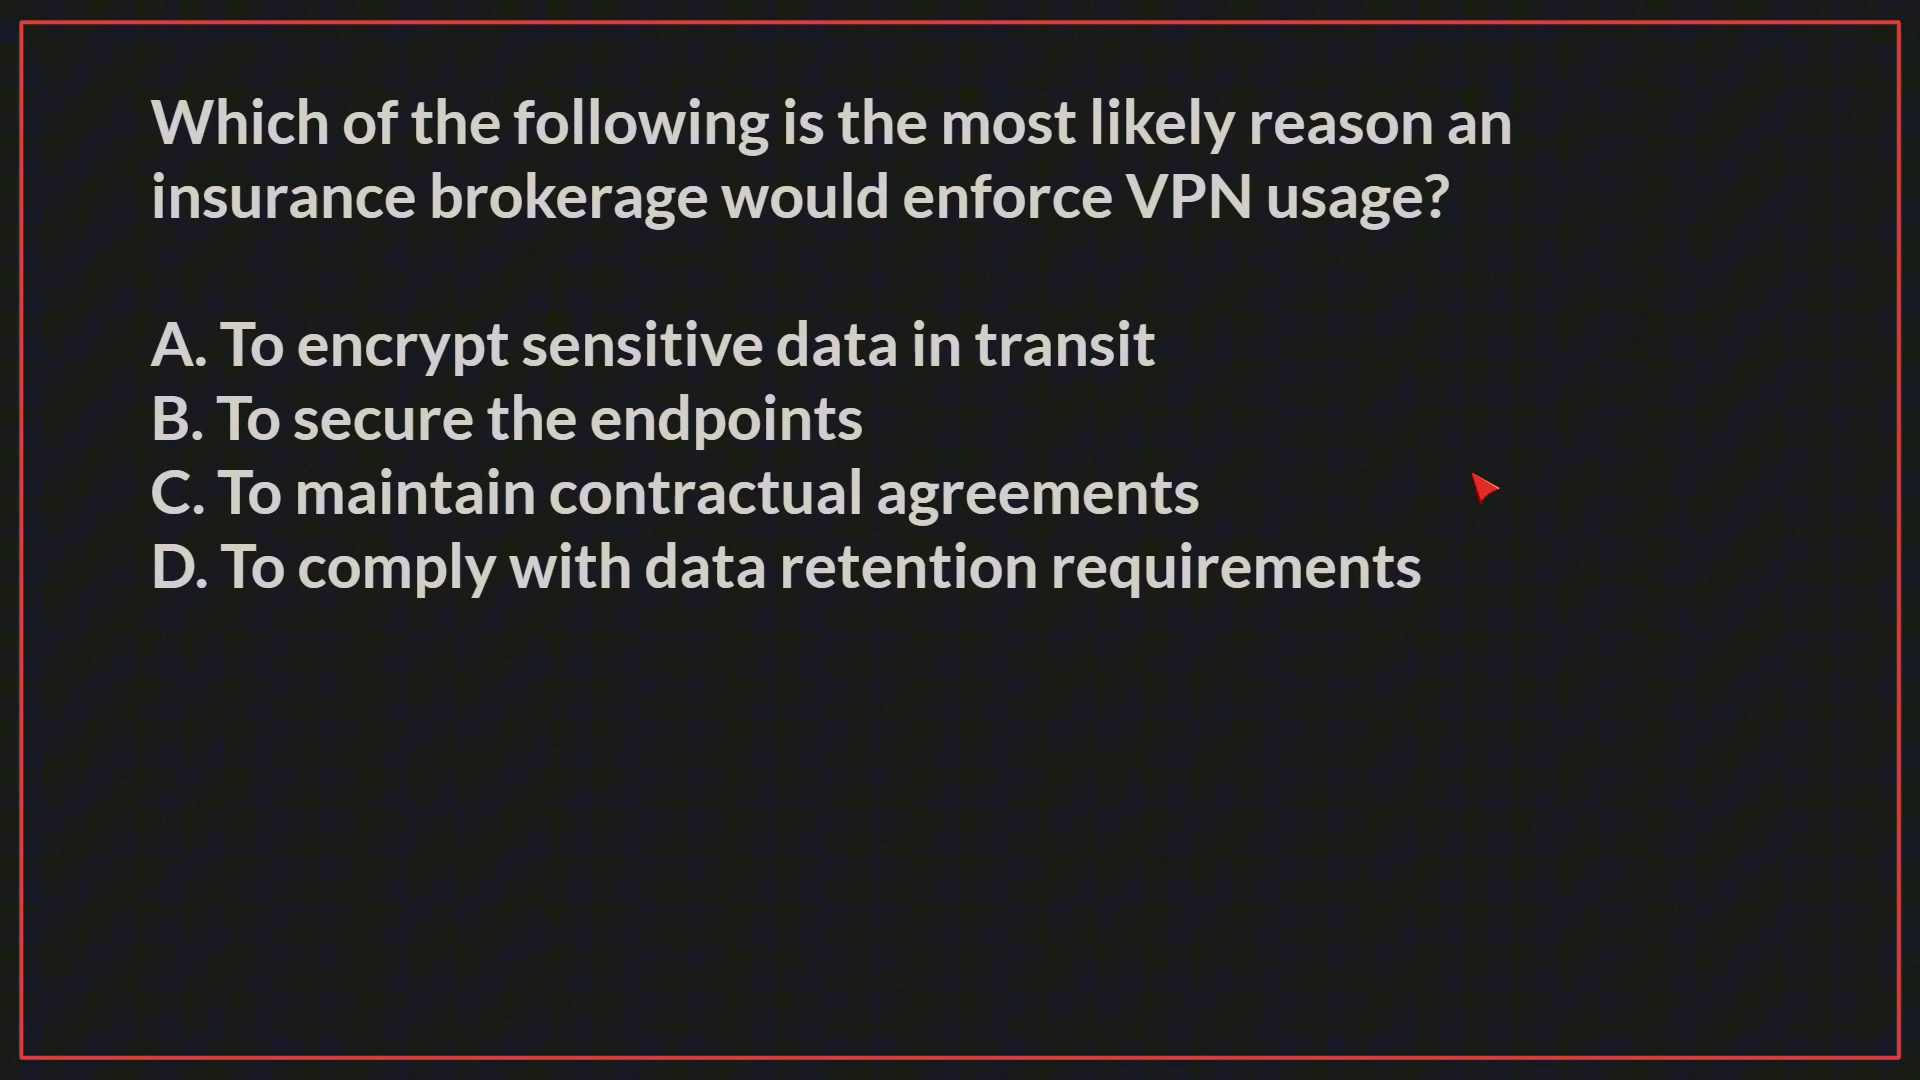 Which of the following is the most likely reason an
insurance brokerage would enforce VPN usage?
A. To encrypt sensitive data in transit
B. To secure the endpoints
C. To maintain contractual agreements
D. To comply with data retention requirements